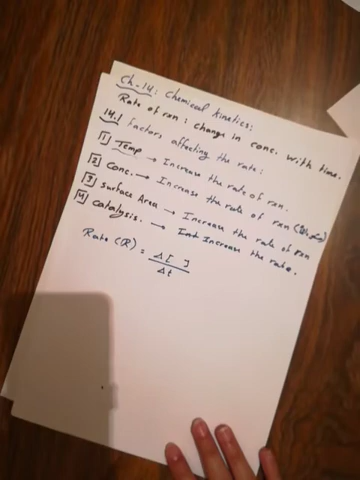 Ch.14: Chemical Kinetics:
Rate of rxn: Change in conc. with time.
14.1 Factors affecting the rate:
1 Temp → Increase the rate of rxn.
2 Conc. → Increase the rate of rxn
3 Surface Area → Increase the rate of rxn
4 Catalysis. → Increase the rate.
Rate (R) = Δ[ ]
Δt